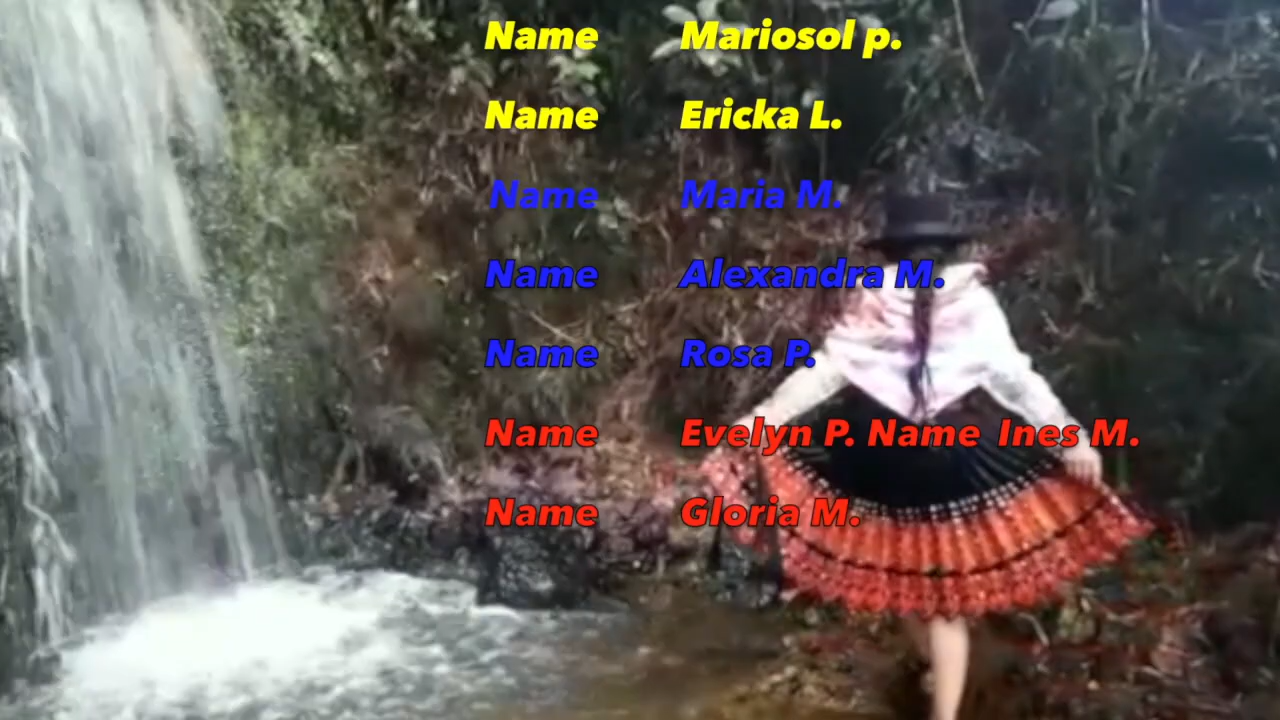 Name Mariosol p.
Name Ericka L.
Name Maria M.
Name Alexandra M.
Name Rosa P.
Name Evelyn P. Name Ines M.
Name Gloria M.